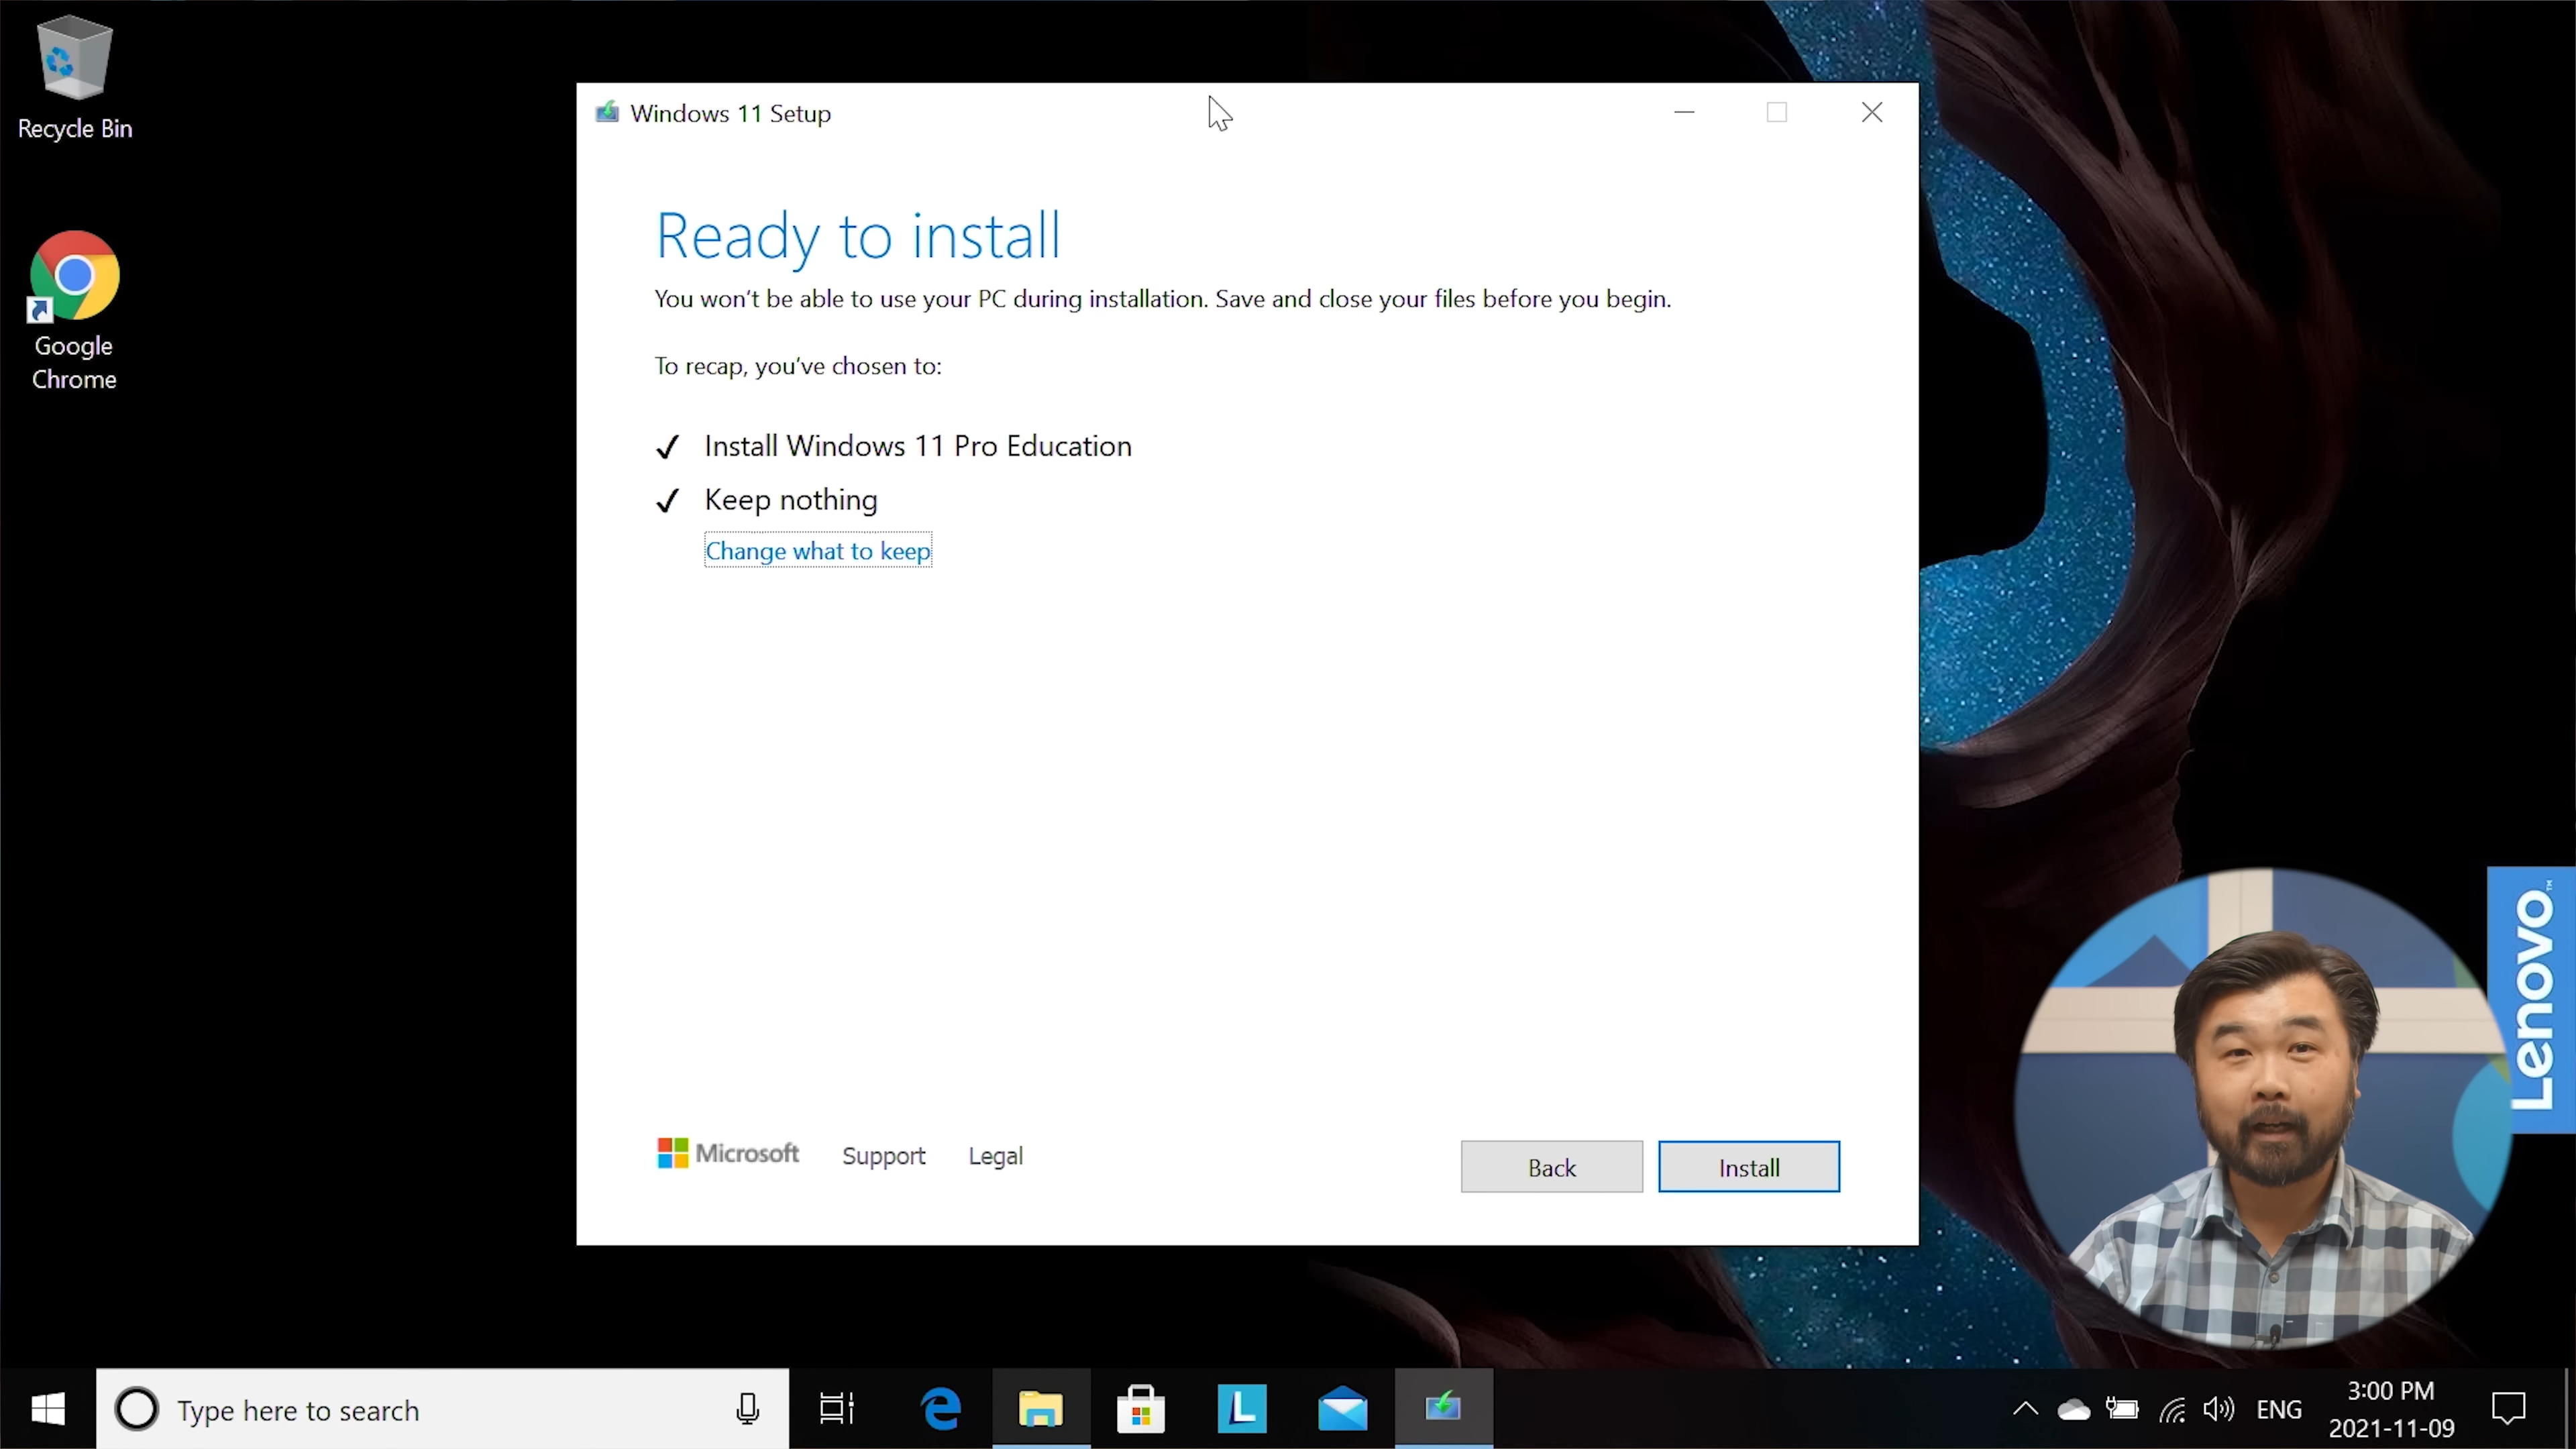 Recycle Bin
Google
Chrome
Windows 11 Setup
Ready to install
You won't be able to use your PC during installation. Save and close your files before you begin.
To recap, you've chosen to:
Install Windows 11 Pro Education
Keep nothing
Change what to keep
Microsoft
Support
Legal
Back
Install
Lenovo™
Type here to search
L
ENG
3:00 PM
2021-11-09